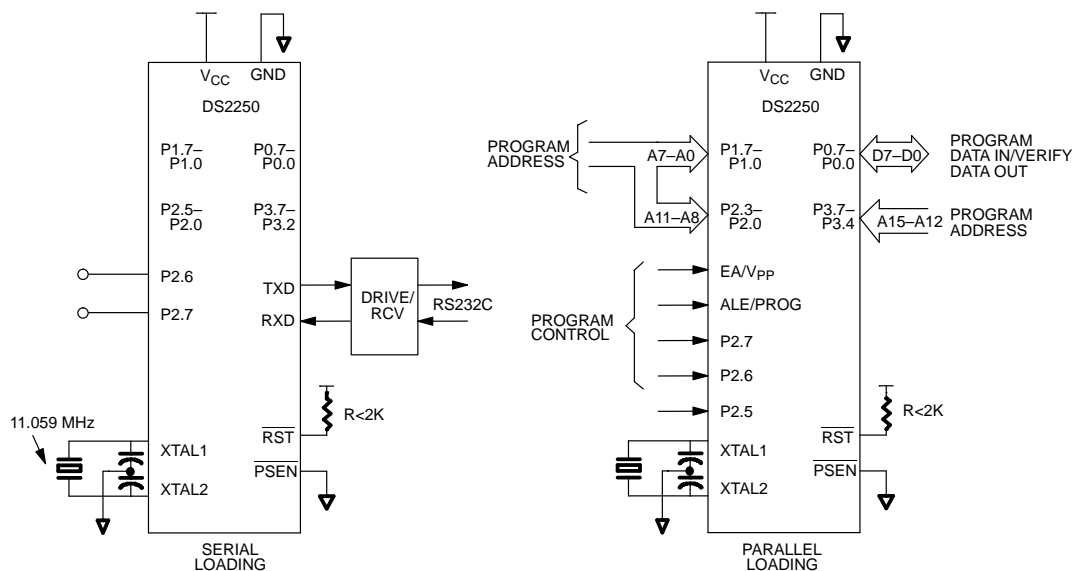 V_CC GND
DS2250
P1.7–
P1.0
P0.7–
P0.0
P2.5–
P2.0
P3.7–
P3.2
P2.6
P2.7
TXD
RXD
DRIVE/
RCV
RS232C
11.059 MHz
R<2K
RST
PSEN
XTAL1
XTAL2
SERIAL
LOADING
V_CC GND
DS2250
PROGRAM
ADDRESS
A7–A0
A11–A8
P1.7–
P1.0
P0.7–
P0.0
D7–D0
PROGRAM
DATA IN/VERIFY
DATA OUT
P2.3–
P2.0
P3.7–
P3.4
A15–A12
PROGRAM
ADDRESS
PROGRAM
CONTROL
EA/V_PP
ALE/PROG
P2.7
P2.6
P2.5
R<2K
RST
PSEN
XTAL1
XTAL2
PARALLEL
LOADING